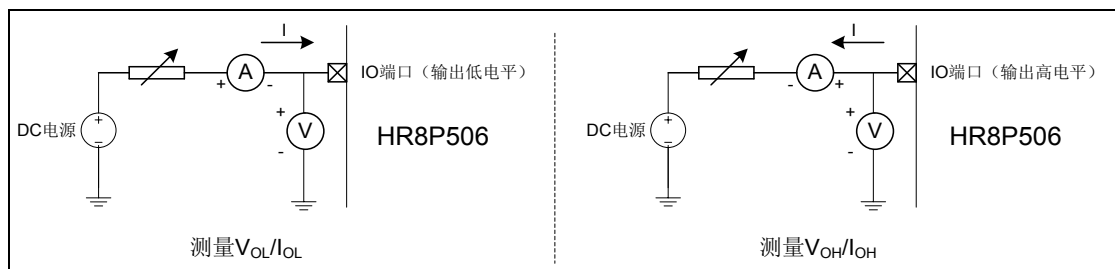 I
A
+
-
IO端口（输出低电平）
+
V
-
DC电源
+
−
HR8P506
测量VOL/IOL
I
A
-
+
IO端口（输出高电平）
+
V
-
DC电源
+
−
HR8P506
测量VOH/IOH